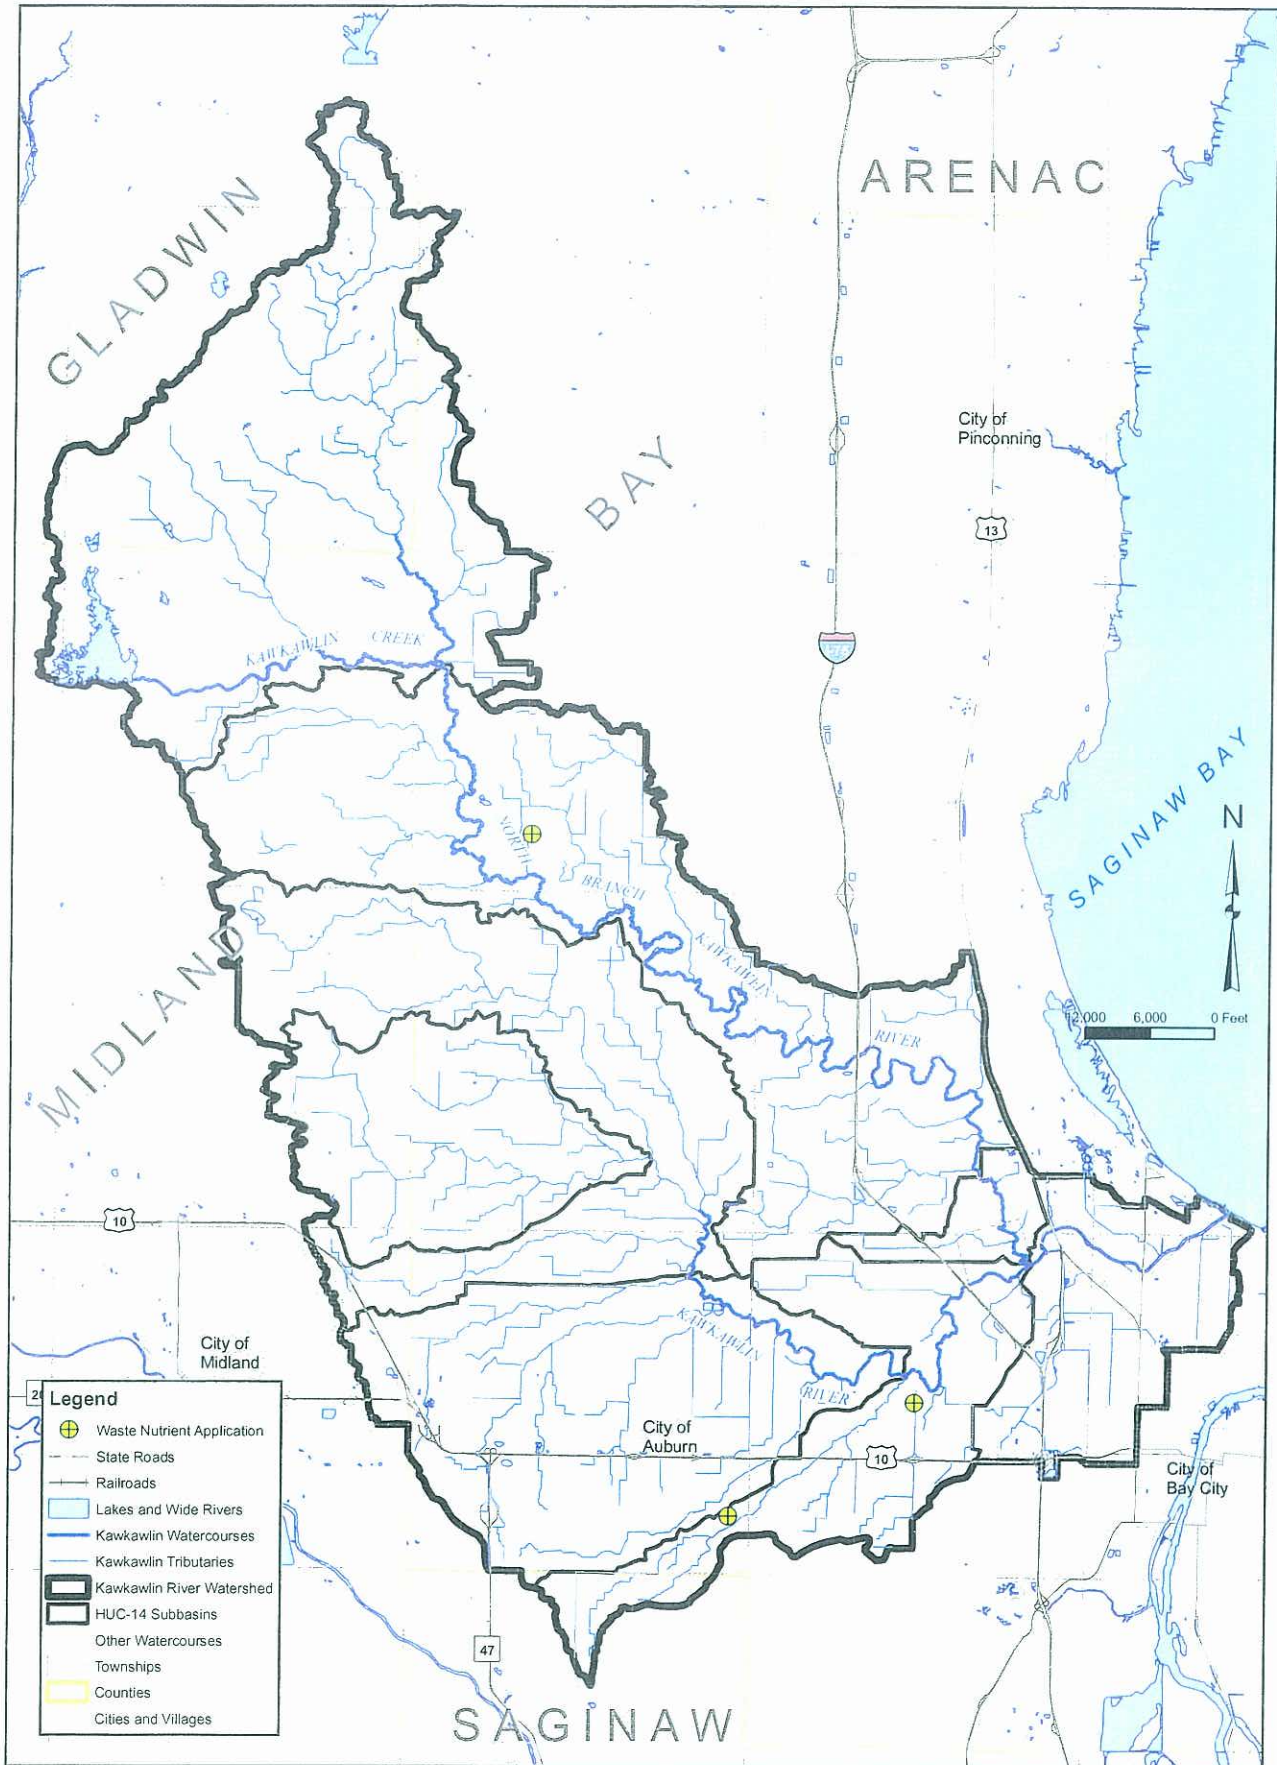 ARENAC
GLADWIN
City of
Pinconning
BAY
13
KAWKAWLIN CREEK
75
SAGINAW BAY
N
NORTH
BRANCH
KAWKAWLIN
RIVER
MIDLAND
12,000 6,000 0 Feet
10
KAWKAWLIN
RIVER
City of
Midland
City of
Auburn
10
City of
Bay City
Legend
Waste Nutrient Application
State Roads
Railroads
Lakes and Wide Rivers
Kawkawlin Watercourses
Kawkawlin Tributaries
Kawkawlin River Watershed
HUC-14 Subbasins
Other Watercourses
Townships
Counties
Cities and Villages
47
SAGINAW